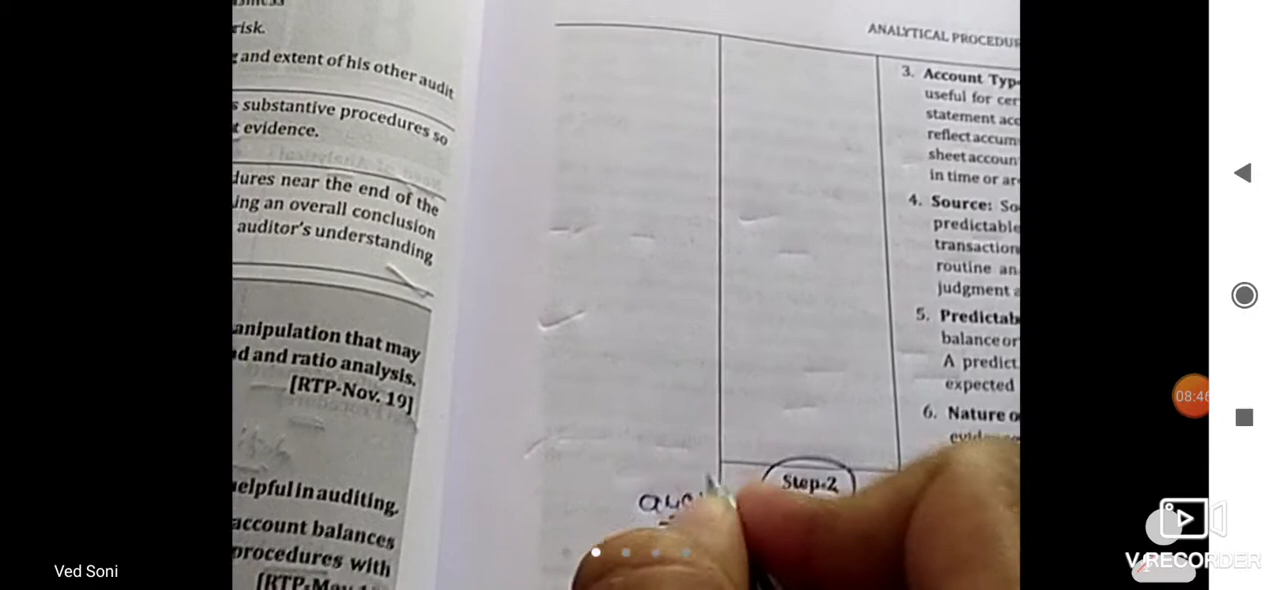 risk.
and extent of his other audit
s substantive procedures so
t evidence.
dures near the end of the
ing an overall conclusion
auditor's understanding
anipulation that may
d and ratio analysis.
[RTP-Nov. 19]
elpful in auditing.
account balances
procedures with
ANALYTICAL PROCEDUR
3. Account Typ
useful for cer
statement acc
reflect accum
sheet accoun
in time or ar
4. Source: So
predictable
transaction
routine an
judgment a
5. Predictab
balance or
A predict
expected
6. Nature o
Step-2
08:46
Ved Soni
V RECORDER